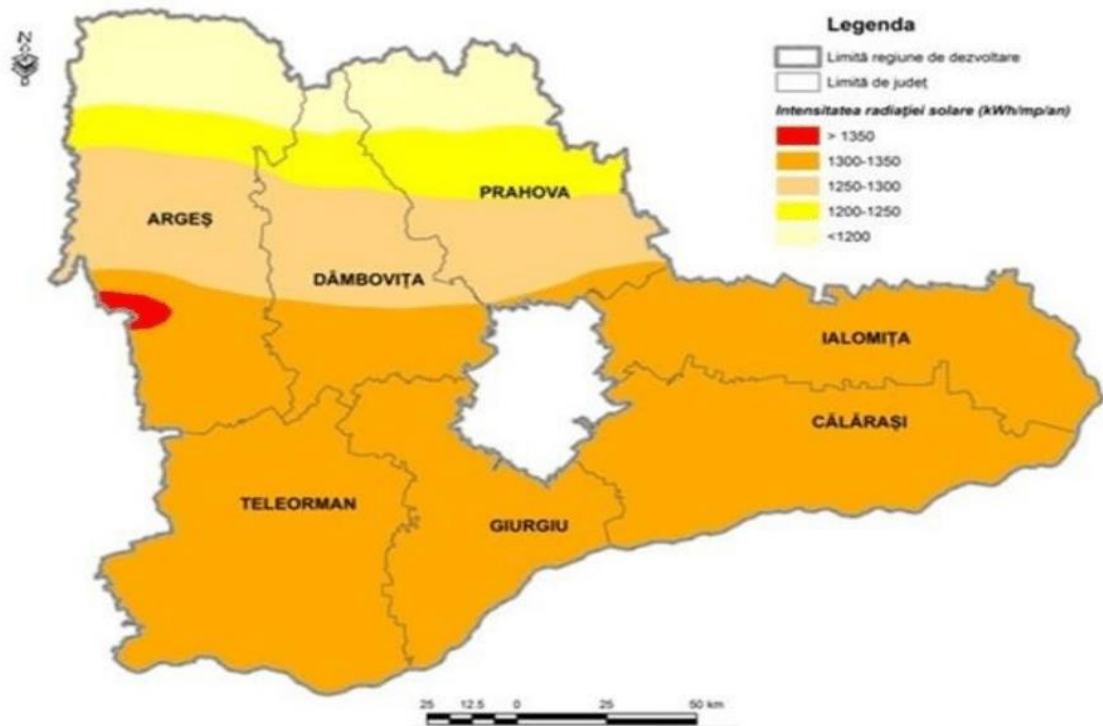 N
Legenda
Limită regiune de dezvoltare
Limită de județ
Intensitatea radiației solare (kWh/mp/an)
> 1350
1300-1350
1250-1300
1200-1250
<1200
PRAHOVA
ARGEȘ
DÂMBOVIȚA
IALOMIȚA
CĂLĂRAȘI
TELEORMAN
GIURGIU
25 12.5 0 25 50 km